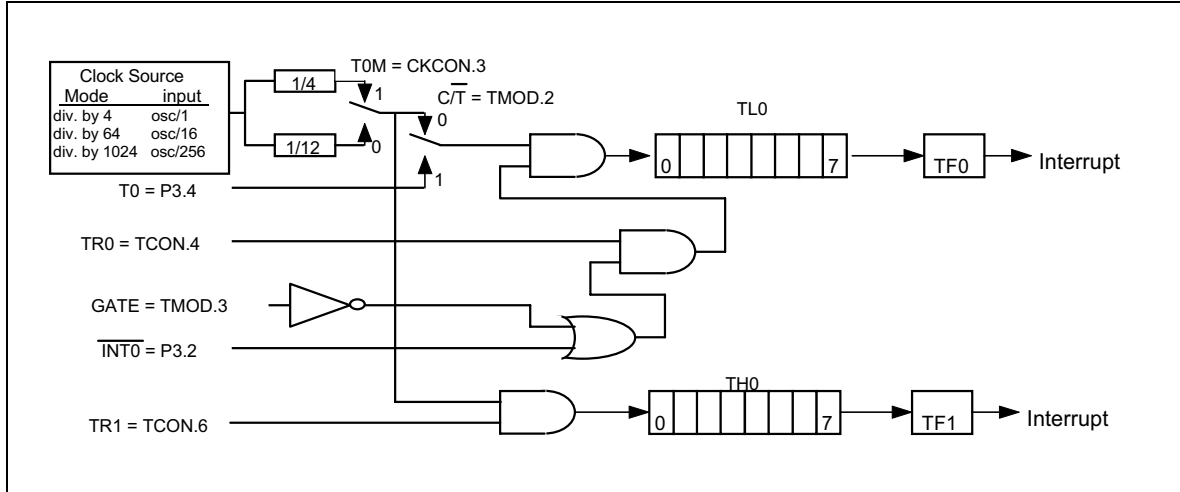 Clock Source
Mode input
div. by 4 osc/1
div. by 64 osc/16
div. by 1024 osc/256
1/4
1/12
T0M = CKCON.3
1
0
C/T̅ = TMOD.2
0
1
T0 = P3.4
TL0
0 7
TF0
Interrupt
TR0 = TCON.4
GATE = TMOD.3
I̅N̅T̅0̅ = P3.2
TR1 = TCON.6
TH0
0 7
TF1
Interrupt